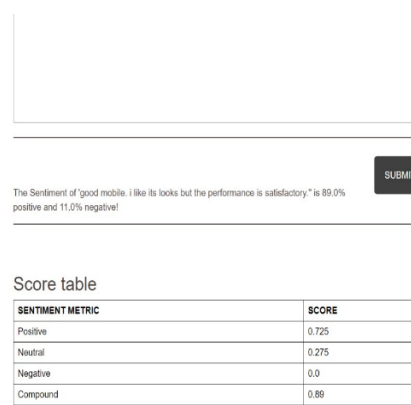 SUBMI
The Sentiment of 'good mobile. i like its looks but the performance is satisfactory.'' is 89.0%
positive and 11.0% negative!
Score table
SENTIMENT METRIC SCORE
Positive 0.725
Neutral 0.275
Negative 0.0
Compound 0.89